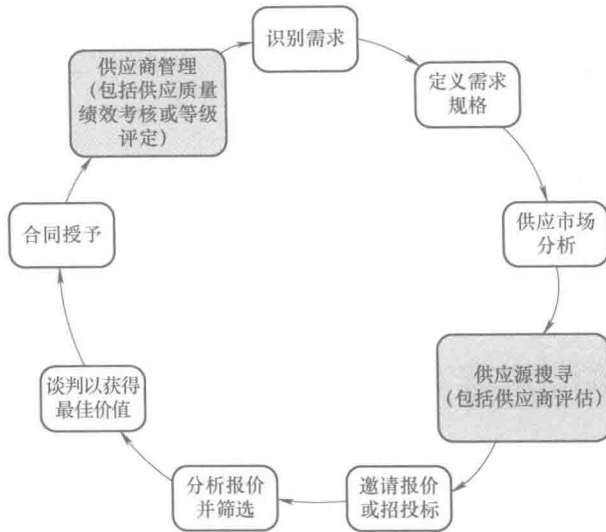 识别需求
定义需求
规格
供应市场
分析
供应源搜寻
(包括供应商评估)
邀请报价
或招投标
分析报价
并筛选
谈判以获得
最佳价值
合同授予
供应商管理
(包括供应质量
绩效考核或等级
评定)